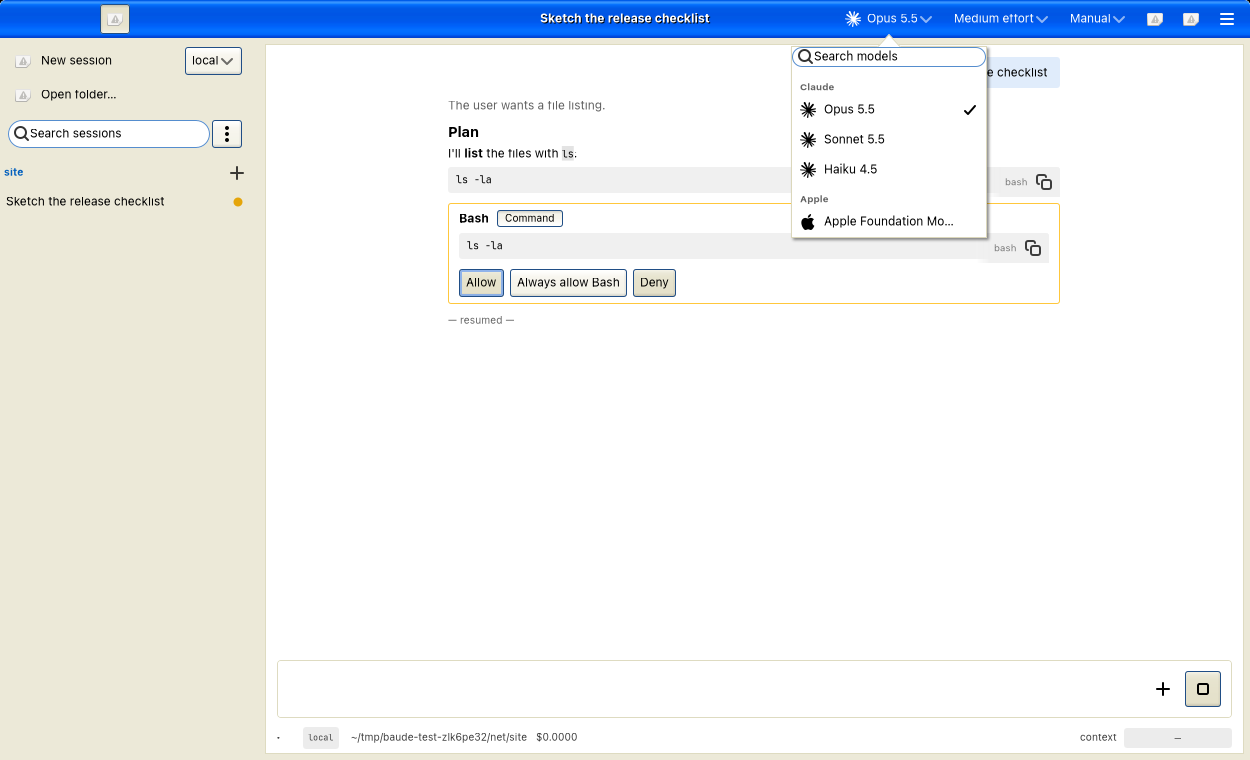 Sketch the release checklist
Opus 5.5
Medium effort
Manual
New session
local
Open folder...
Search sessions
site
Sketch the release checklist
Search models
Claude
Opus 5.5
Sonnet 5.5
Haiku 4.5
Apple
Apple Foundation Mo...
e checklist
The user wants a file listing.
Plan
I'll list the files with ls.
ls -la
bash
Bash Command
ls -la
bash
Allow Always allow Bash Deny
— resumed —
· local ~/tmp/baude-test-zlk6pe32/net/site $0.0000 context —